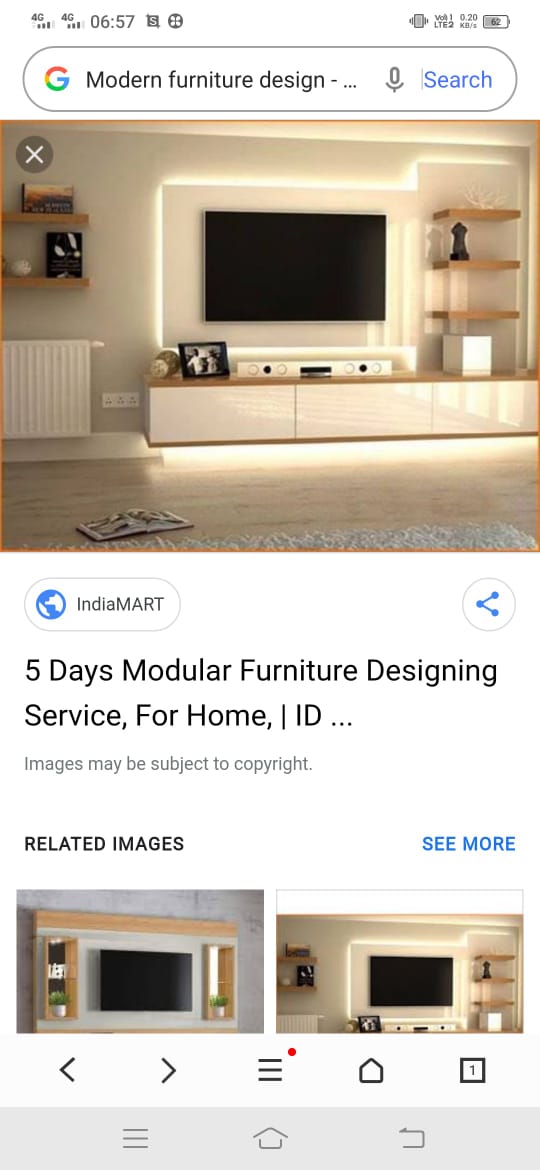 4G 4G 06:57 Vo)) 1 LTE2 0.20 KB/s 62
Modern furniture design - ... Search
IndiaMART
5 Days Modular Furniture Designing
Service, For Home, | ID ...
Images may be subject to copyright.
RELATED IMAGES SEE MORE
1